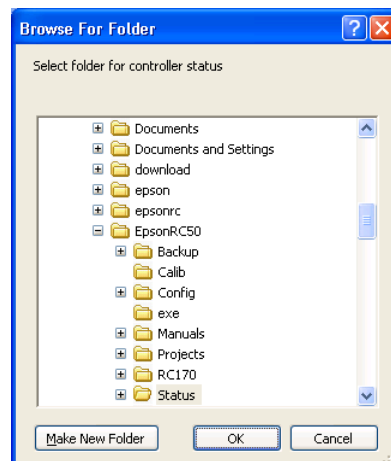 Browse For Folder
Select folder for controller status
Documents
Documents and Settings
download
epson
epsonrc
EpsonRC50
Backup
Calib
Config
exe
Manuals
Projects
RC170
Status
Make New Folder OK Cancel